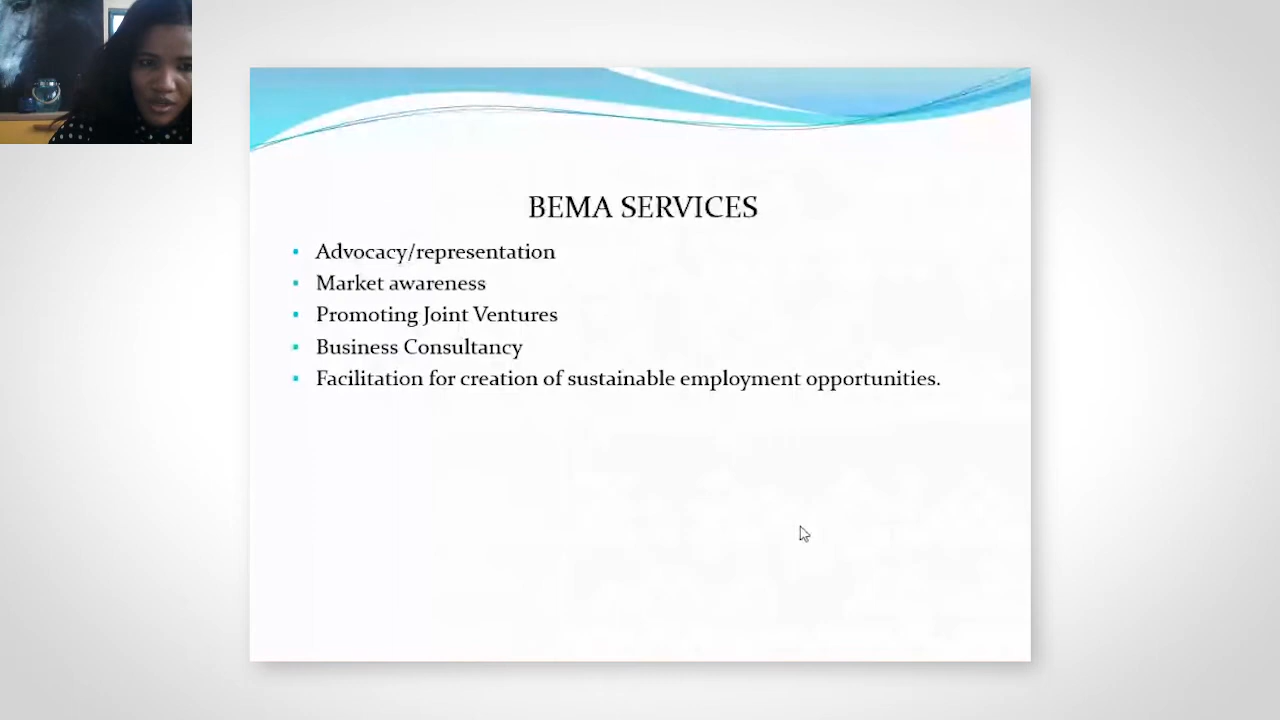 BEMA SERVICES
Advocacy/representation
Market awareness
Promoting Joint Ventures
Business Consultancy
Facilitation for creation of sustainable employment opportunities.